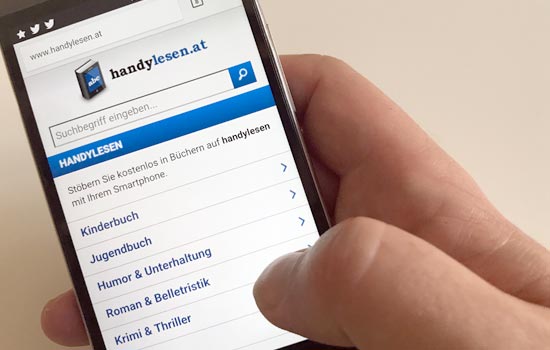 www.handylesen.at
abc
handylesen.at
Suchbegriff eingeben...
HANDYLESEN
Stöbern Sie kostenlos in Büchern auf handylesen
mit Ihrem Smartphone.
Kinderbuch
Jugendbuch
Humor & Unterhaltung
Roman & Belletristik
Krimi & Thriller